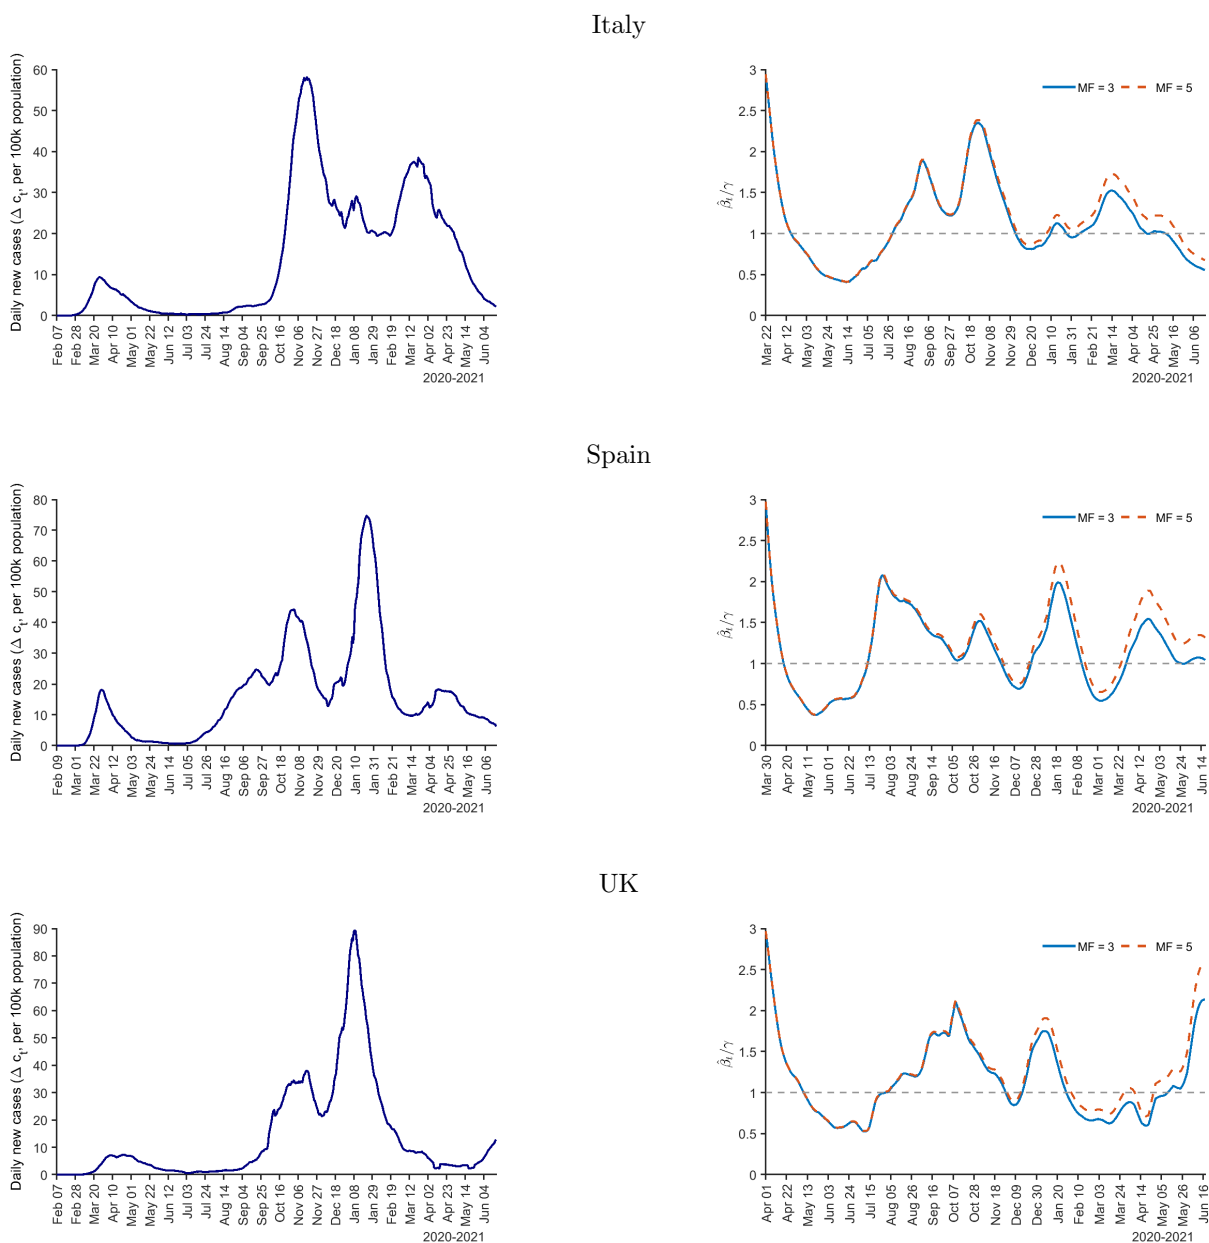 Italy
Daily new cases (Δ cₜ, per 100k population)
60
50
40
30
20
10
0
Feb 07 Feb 28 Mar 20 Apr 10 May 01 May 22 Jun 12 Jul 03 Jul 24 Aug 14 Sep 04 Sep 25 Oct 16 Nov 06 Nov 27 Dec 18 Jan 08 Jan 29 Feb 19 Mar 12 Apr 02 Apr 23 May 14 Jun 04
2020-2021
β̂ₜ/γ
3
2.5
2
1.5
1
0.5
0
MF = 3 MF = 5
Mar 22 Apr 12 May 03 May 24 Jun 14 Jul 05 Jul 26 Aug 16 Sep 06 Sep 27 Oct 18 Nov 08 Nov 29 Dec 20 Jan 10 Jan 31 Feb 21 Mar 14 Apr 04 Apr 25 May 16 Jun 06
2020-2021
Spain
Daily new cases (Δ cₜ, per 100k population)
80
70
60
50
40
30
20
10
0
Feb 09 Mar 01 Mar 22 Apr 12 May 03 May 24 Jun 14 Jul 05 Jul 26 Aug 16 Sep 06 Sep 27 Oct 18 Nov 08 Nov 29 Dec 20 Jan 10 Jan 31 Feb 21 Mar 14 Apr 04 Apr 25 May 16 Jun 06
2020-2021
β̂ₜ/γ
3
2.5
2
1.5
1
0.5
0
MF = 3 MF = 5
Mar 30 Apr 20 May 11 Jun 01 Jun 22 Jul 13 Aug 03 Aug 24 Sep 14 Oct 05 Oct 26 Nov 16 Dec 07 Dec 28 Jan 18 Feb 08 Mar 01 Mar 22 Apr 12 May 03 May 24 Jun 14
2020-2021
UK
Daily new cases (Δ cₜ, per 100k population)
90
80
70
60
50
40
30
20
10
0
Feb 07 Feb 28 Mar 20 Apr 10 May 01 May 22 Jun 12 Jul 03 Jul 24 Aug 14 Sep 04 Sep 25 Oct 16 Nov 06 Nov 27 Dec 18 Jan 08 Jan 29 Feb 19 Mar 12 Apr 02 Apr 23 May 14 Jun 04
2020-2021
β̂ₜ/γ
3
2.5
2
1.5
1
0.5
0
MF = 3 MF = 5
Apr 01 Apr 22 May 13 Jun 03 Jun 24 Jul 15 Aug 05 Aug 26 Sep 16 Oct 07 Oct 28 Nov 18 Dec 09 Dec 30 Jan 20 Feb 10 Mar 03 Mar 24 Apr 14 May 05 May 26 Jun 16
2020-2021